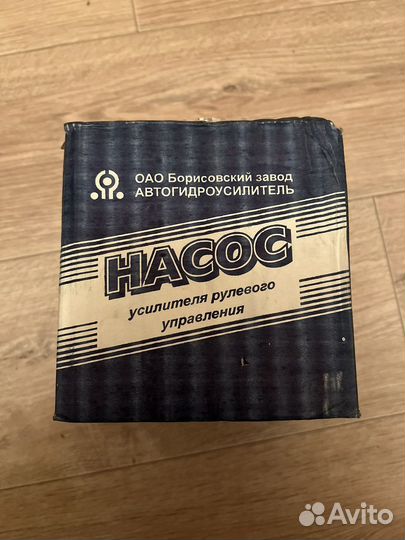 ОАО Борисовский завод
АВТОГИДРОУСИЛИТЕЛЬ
НАСОС
усилителя рулевого
управления
Avito